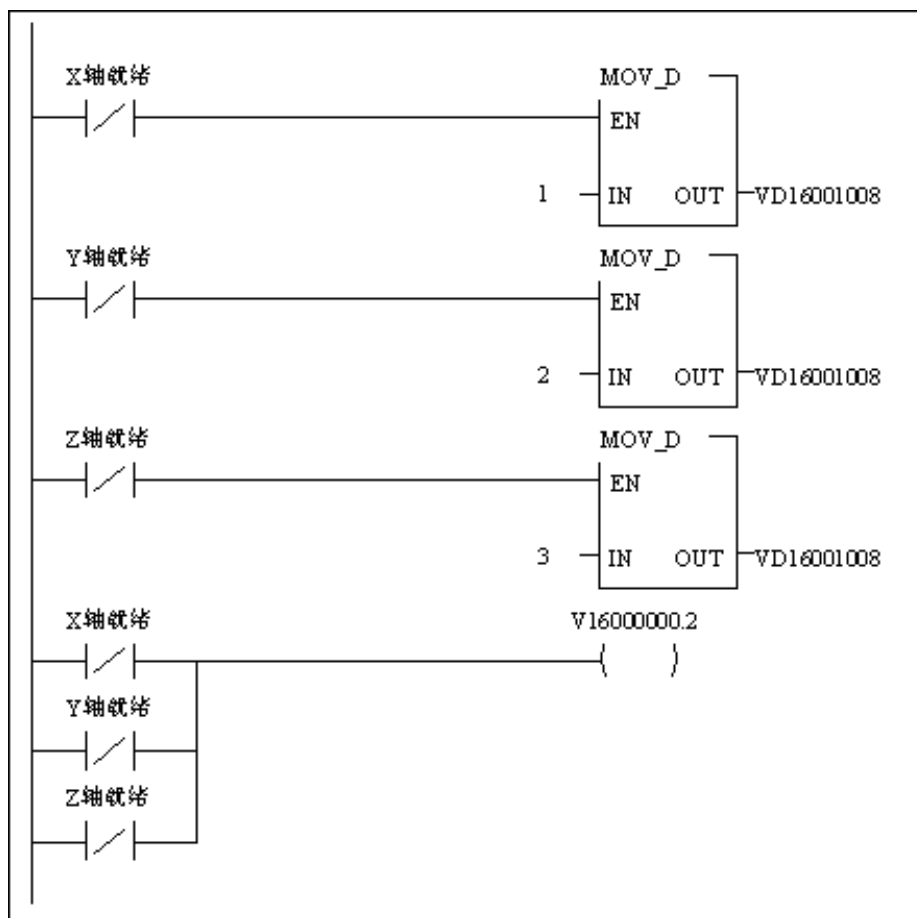 X轴就绪 MOV_D
EN
1 IN OUT VD16001008
Y轴就绪 MOV_D
EN
2 IN OUT VD16001008
Z轴就绪 MOV_D
EN
3 IN OUT VD16001008
X轴就绪 V16000000.2
Y轴就绪
Z轴就绪